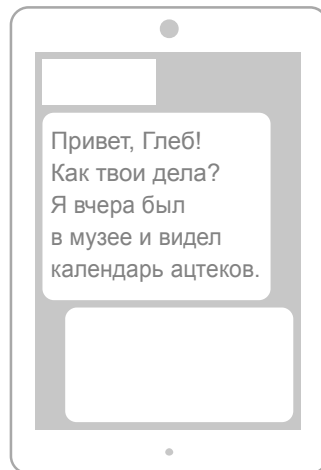 Привет, Глеб!
Как твои дела?
Я вчера был
в музее и видел
календарь ацтеков.